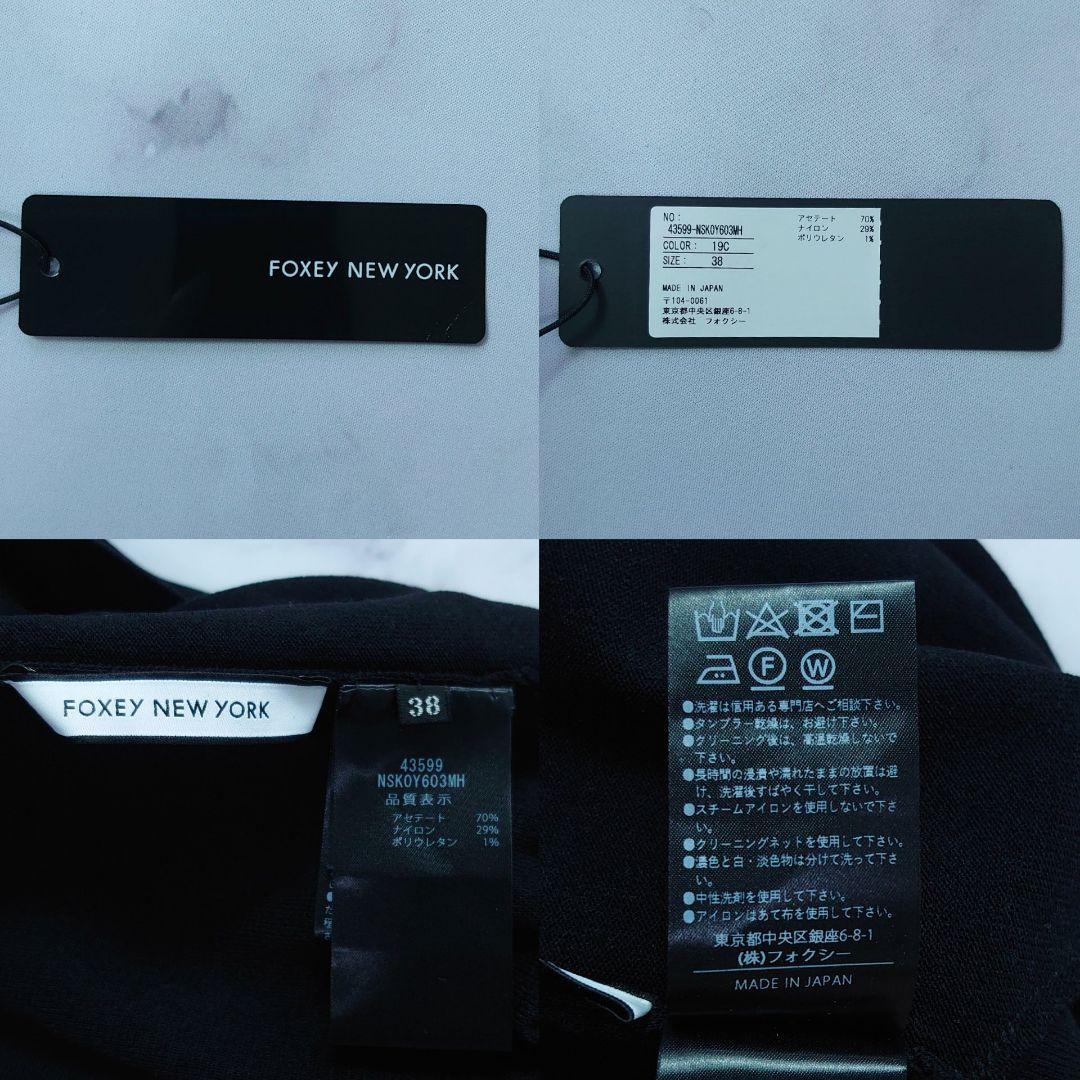 FOXEY NEW YORK
NO:
43599-NSKOY603MH
COLOR: 19C
SIZE: 38
MADE IN JAPAN
〒104-0061
東京都中央区銀座6-8-1
株式会社 フォクシー
アセテート 70%
ナイロン 29%
ポリウレタン 1%
FOXEY NEW YORK
38
43599
NSKOY603MH
品質表示
アセテート 70%
ナイロン 29%
ポリウレタン 1%
F W
●洗濯は信用ある専門店へご相談下さい。
●タンブラー乾燥は、お避け下さい。
●クリーニング後は、高温乾燥しないで
下さい。
●長時間の浸漬や濡れたままの放置は避
け、洗濯後すばやく干して下さい。
●スチームアイロンを使用しないで下さ
い。
●クリーニングネットを使用して下さい。
●濃色と白・淡色物は分けて洗って下さ
い。
●中性洗剤を使用して下さい。
●アイロンはあて布を使用して下さい。
東京都中央区銀座6-8-1
(株)フォクシー
MADE IN JAPAN